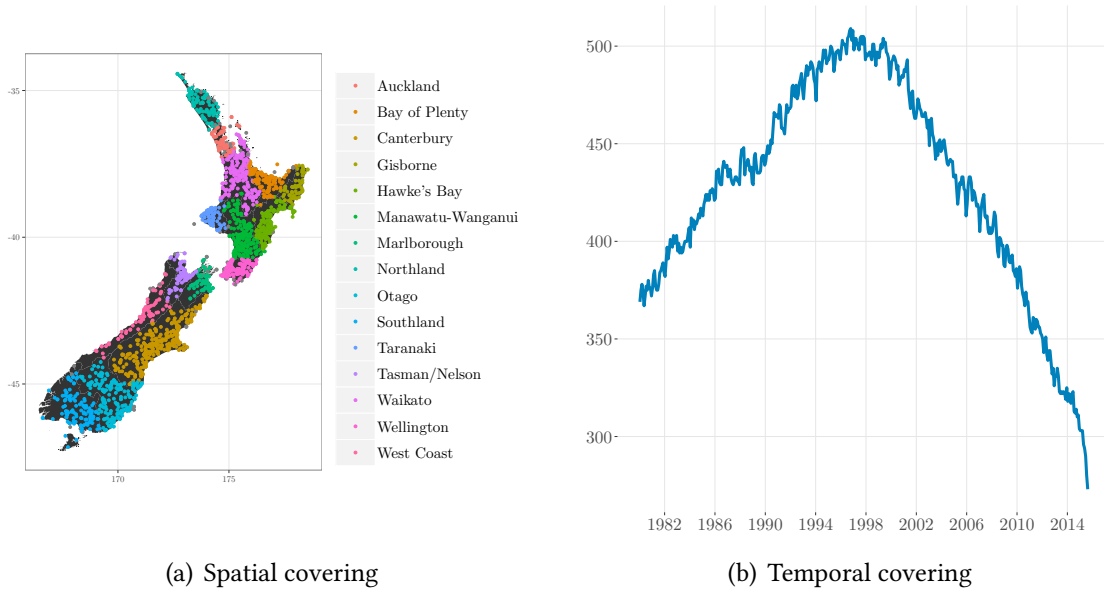 -35
-40
-45
170 175
Auckland
Bay of Plenty
Canterbury
Gisborne
Hawke's Bay
Manawatu-Wanganui
Marlborough
Northland
Otago
Southland
Taranaki
Tasman/Nelson
Waikato
Wellington
West Coast
(a) Spatial covering
500
450
400
350
300
1982 1986 1990 1994 1998 2002 2006 2010 2014
(b) Temporal covering